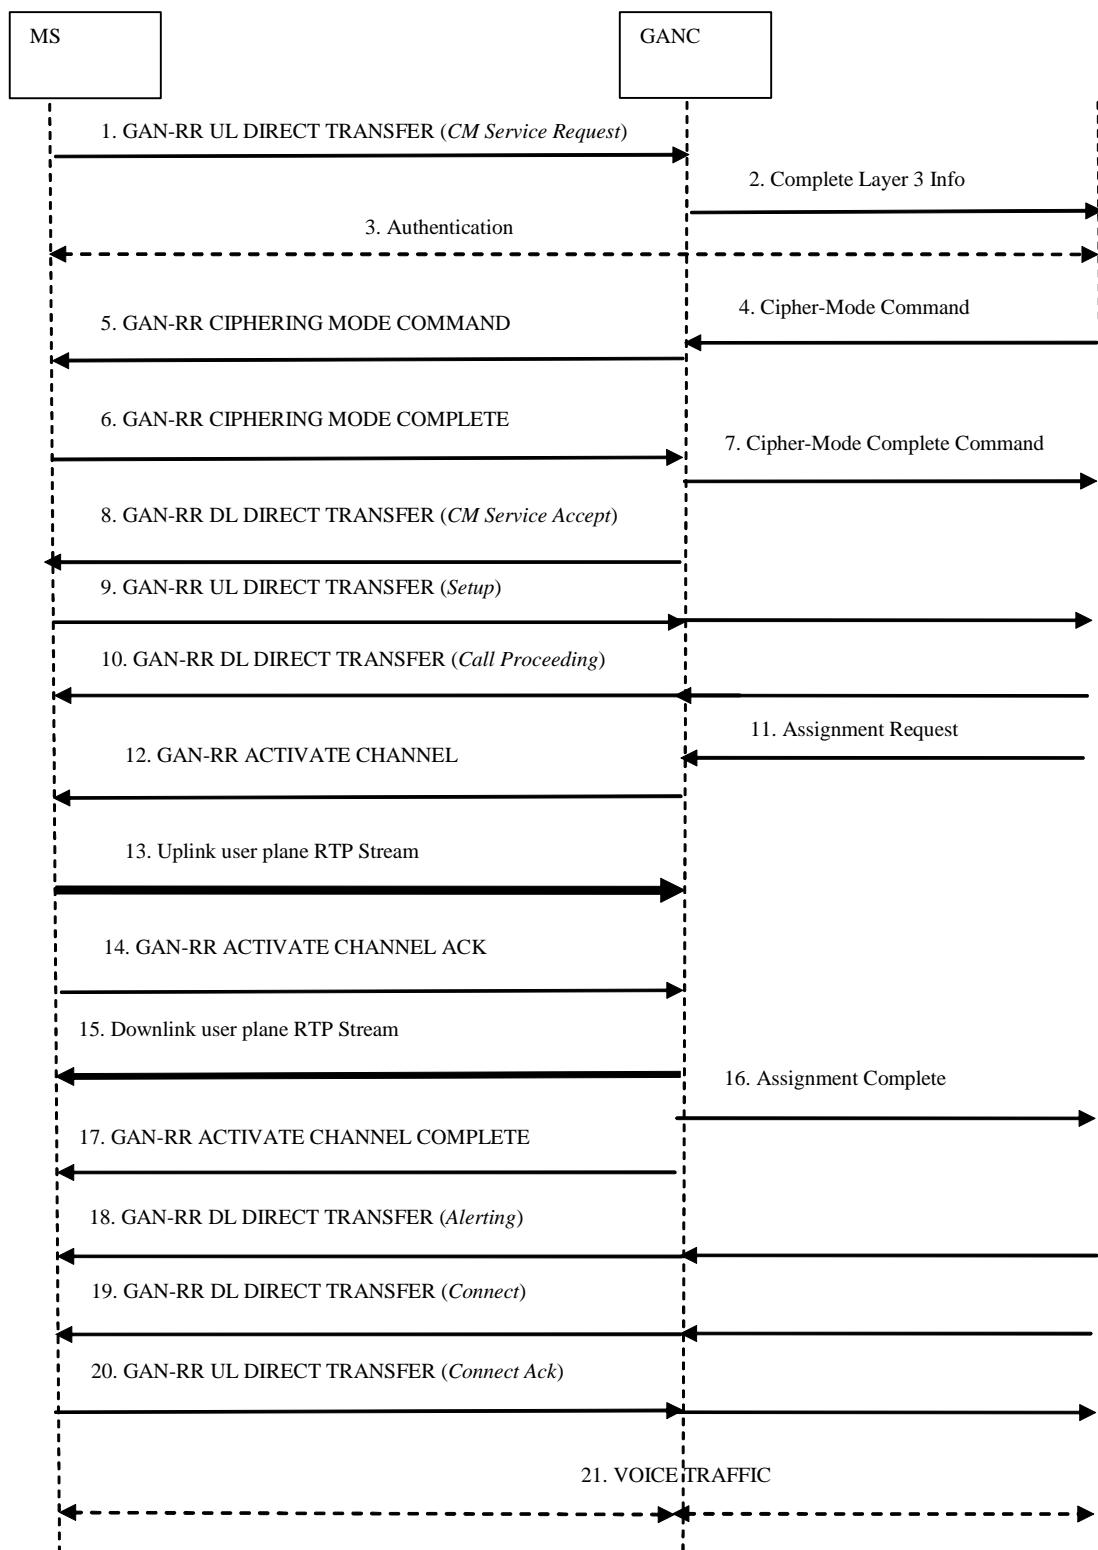 MS
GANC
1. GAN-RR UL DIRECT TRANSFER (CM Service Request)
2. Complete Layer 3 Info
3. Authentication
4. Cipher-Mode Command
5. GAN-RR CIPHERING MODE COMMAND
6. GAN-RR CIPHERING MODE COMPLETE
7. Cipher-Mode Complete Command
8. GAN-RR DL DIRECT TRANSFER (CM Service Accept)
9. GAN-RR UL DIRECT TRANSFER (Setup)
10. GAN-RR DL DIRECT TRANSFER (Call Proceeding)
11. Assignment Request
12. GAN-RR ACTIVATE CHANNEL
13. Uplink user plane RTP Stream
14. GAN-RR ACTIVATE CHANNEL ACK
15. Downlink user plane RTP Stream
16. Assignment Complete
17. GAN-RR ACTIVATE CHANNEL COMPLETE
18. GAN-RR DL DIRECT TRANSFER (Alerting)
19. GAN-RR DL DIRECT TRANSFER (Connect)
20. GAN-RR UL DIRECT TRANSFER (Connect Ack)
21. VOICE TRAFFIC